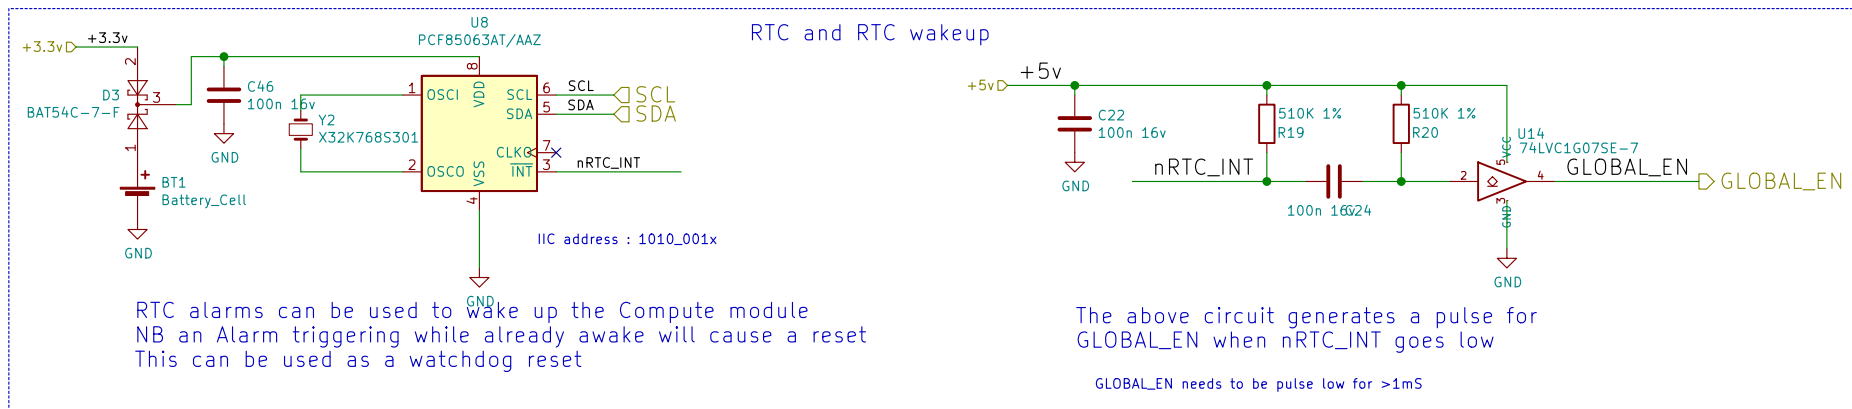 RTC and RTC wakeup
+3.3v
+3.3v
2
D3
BAT54C-7-F
3
1
BT1
Battery_Cell
GND
C46
100n 16v
GND
Y2
X32K768S301
U8
PCF85063AT/AAZ
8
VDD
1
OSCI
2
OSCO
SCL
6
SCL
SCL
SDA
5
SDA
SDA
CLKO
7
INT
3
nRTC_INT
VSS
4
GND
IIC address : 1010_001x
RTC alarms can be used to wake up the Compute module
NB an Alarm triggering while already awake will cause a reset
This can be used as a watchdog reset
+5v
+5v
C22
100n 16v
GND
510K 1%
R19
510K 1%
R20
nRTC_INT
100n 16v
C24
U14
74LVC1G07SE-7
VCC
5
2
4
3
GND
GND
GLOBAL_EN
GLOBAL_EN
The above circuit generates a pulse for
GLOBAL_EN when nRTC_INT goes low
GLOBAL_EN needs to be pulse low for >1mS